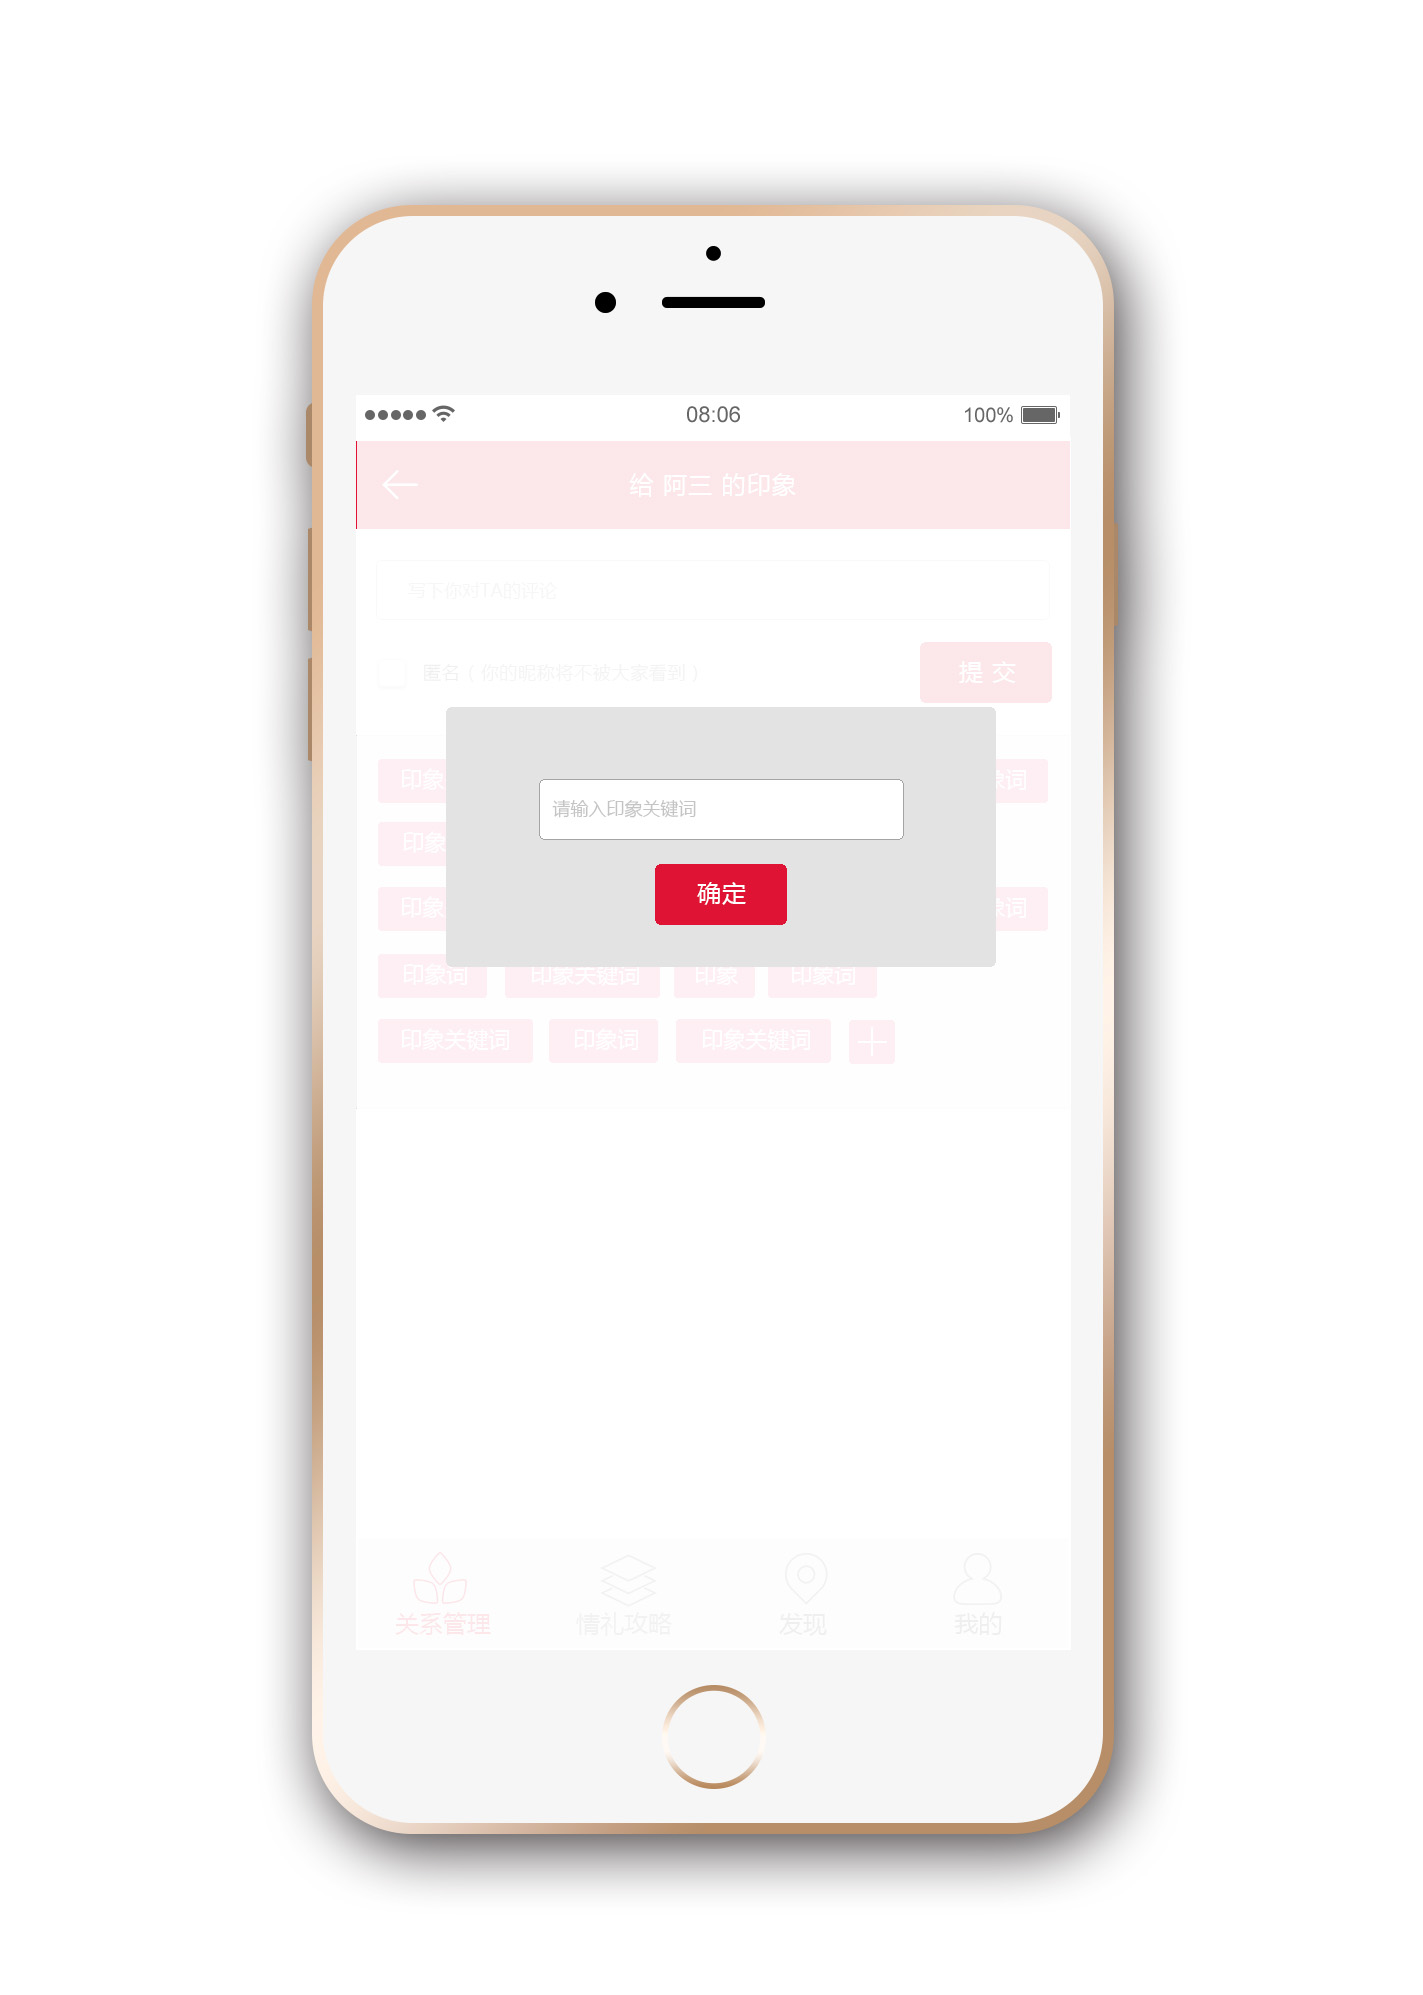 08:06
100%
给 阿三 的印象
写下你对TA的评论
匿名（你的昵称将不被大家看到）
提 交
印象
象词
请输入印象关键词
印象
确定
印象
象词
印象词 印象关键词 印象 印象词
印象关键词 印象词 印象关键词
关系管理 情礼攻略 发现 我的